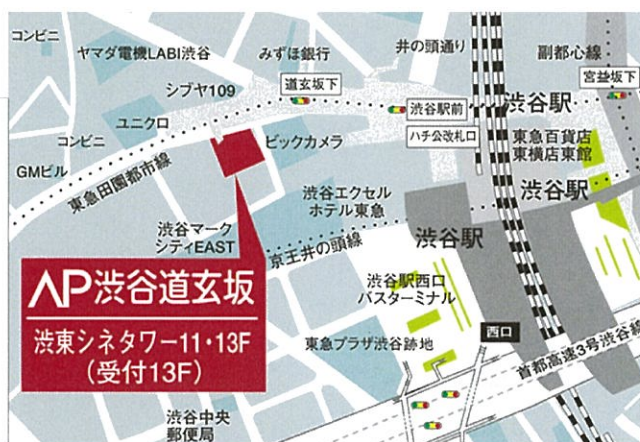 コンビニ
ヤマダ電機LABI渋谷
みずほ銀行
井の頭通り
副都心線
シブヤ109
道玄坂下
渋谷駅前
渋谷駅
宮益坂下
ユニクロ
ハチ公改札口
コンビニ
ビックカメラ
東急百貨店
東横店東館
GMビル
東急田園都市線
渋谷エクセル
ホテル東急
渋谷駅
渋谷マーク
シティEAST
京王井の頭線
渋谷駅
AP渋谷道玄坂
渋東シネタワー11・13F
(受付13F)
渋谷駅西口
バスターミナル
西口
東急プラザ渋谷跡地
首都高速3号渋谷線
渋谷中央
郵便局